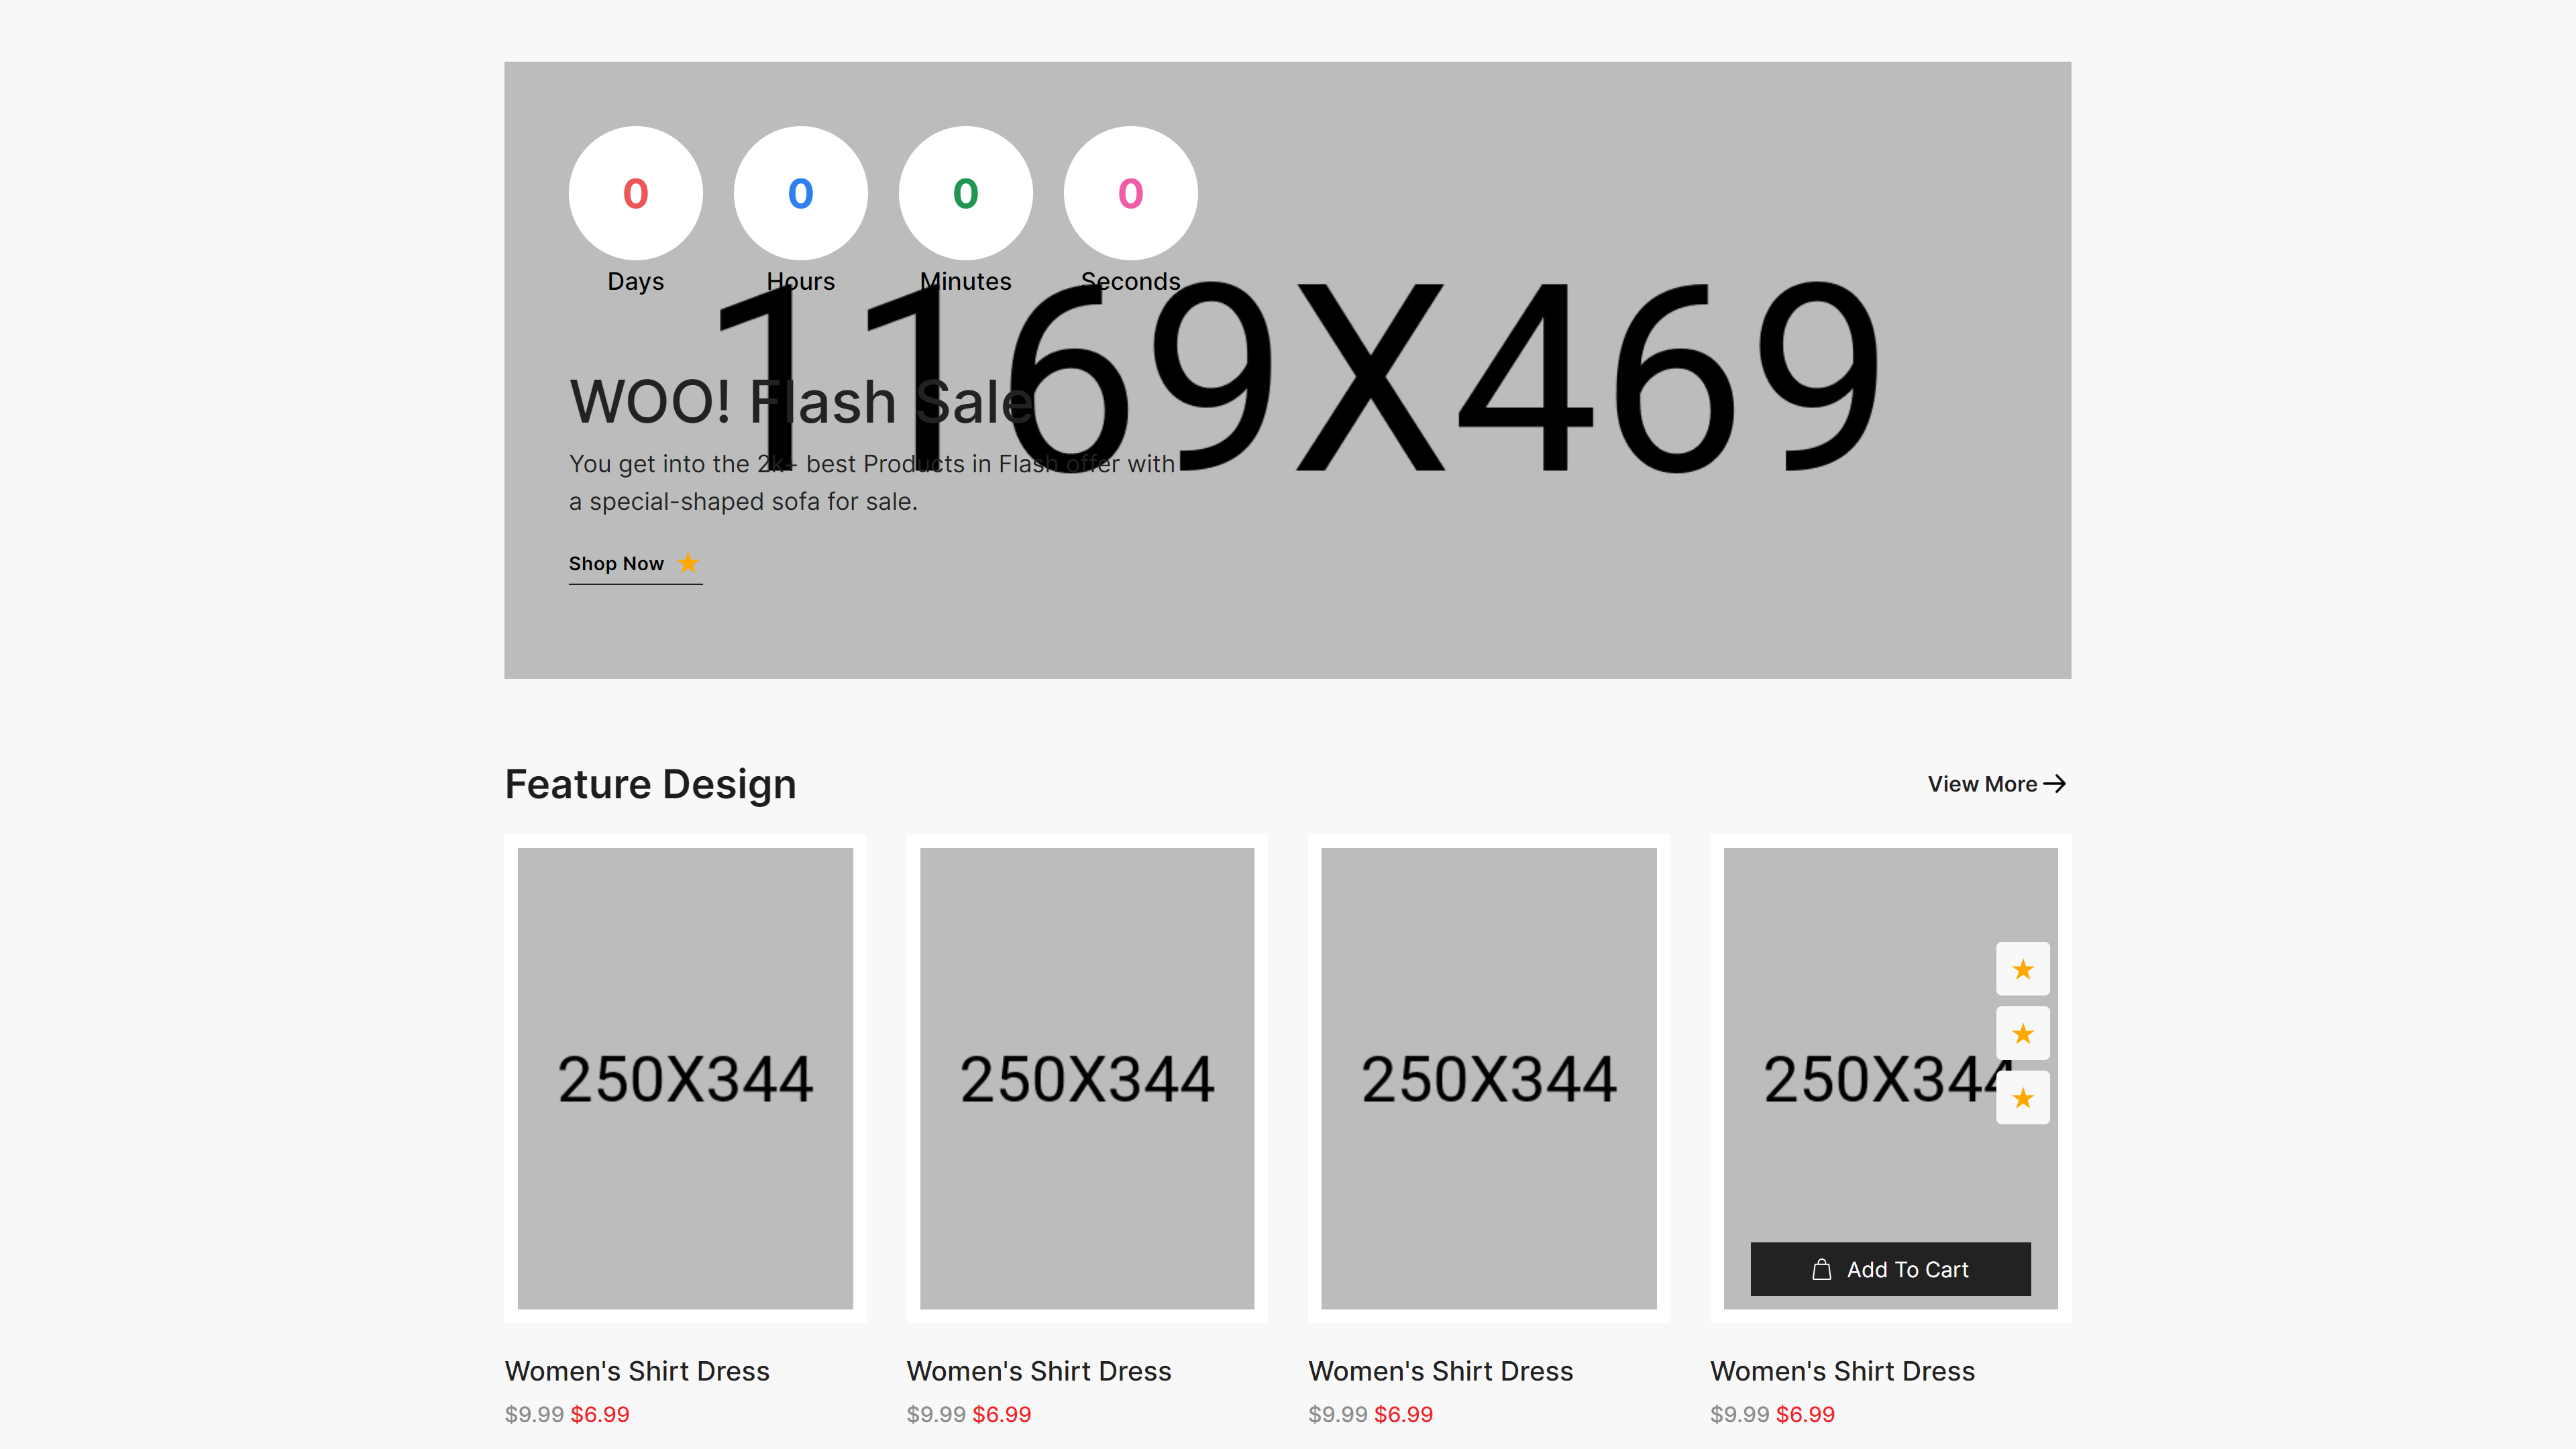 0 0 0 0
Days Hours Minutes Seconds
1169X469
WOO! Flash Sale
You get into the 2k+ best Products in Flash offer with
a special-shaped sofa for sale.
Shop Now
Feature Design
View More
250X344 250X344 250X344 250X344
Add To Cart
Women's Shirt Dress Women's Shirt Dress Women's Shirt Dress Women's Shirt Dress
$9.99 $6.99 $9.99 $6.99 $9.99 $6.99 $9.99 $6.99